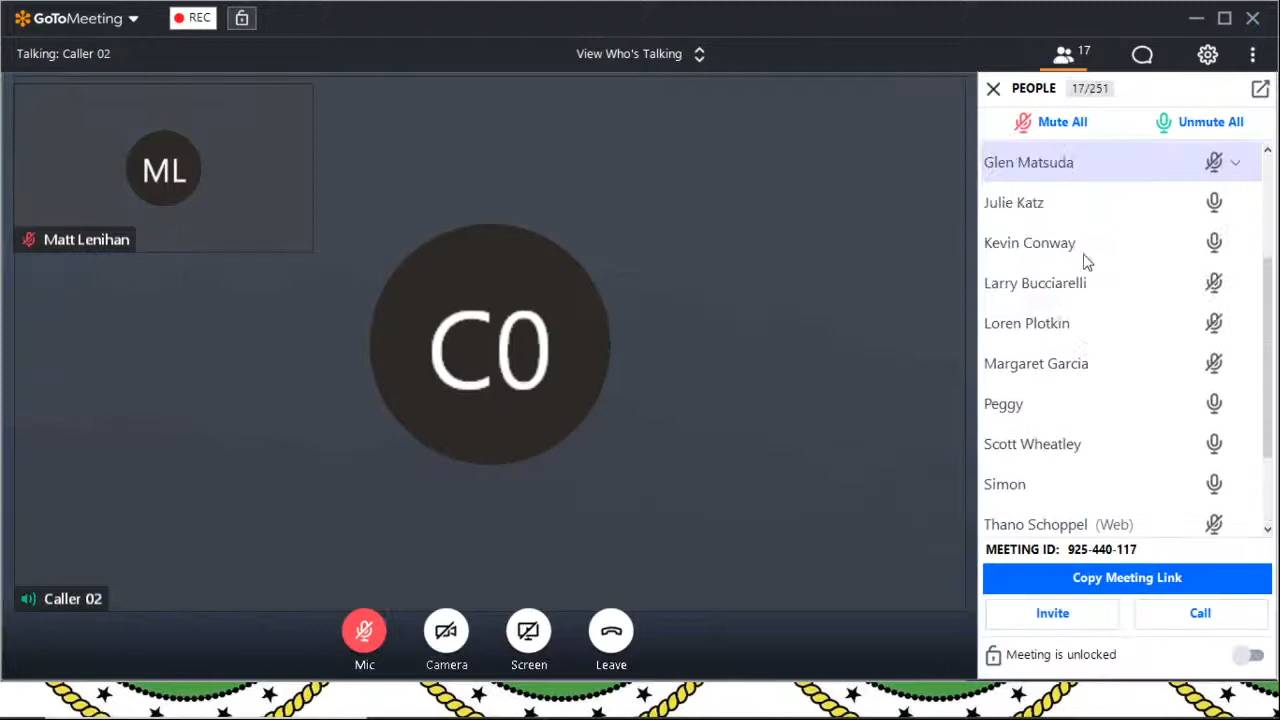 GoToMeeting REC
Talking: Caller 02 View Who's Talking 17
PEOPLE 17/251
Mute All Unmute All
ML
Matt Lenihan
C0
Caller 02
Glen Matsuda
Julie Katz
Kevin Conway
Larry Bucciarelli
Loren Plotkin
Margaret Garcia
Peggy
Scott Wheatley
Simon
Thano Schoppel (Web)
MEETING ID: 925-440-117
Copy Meeting Link
Invite Call
Meeting is unlocked
Mic Camera Screen Leave